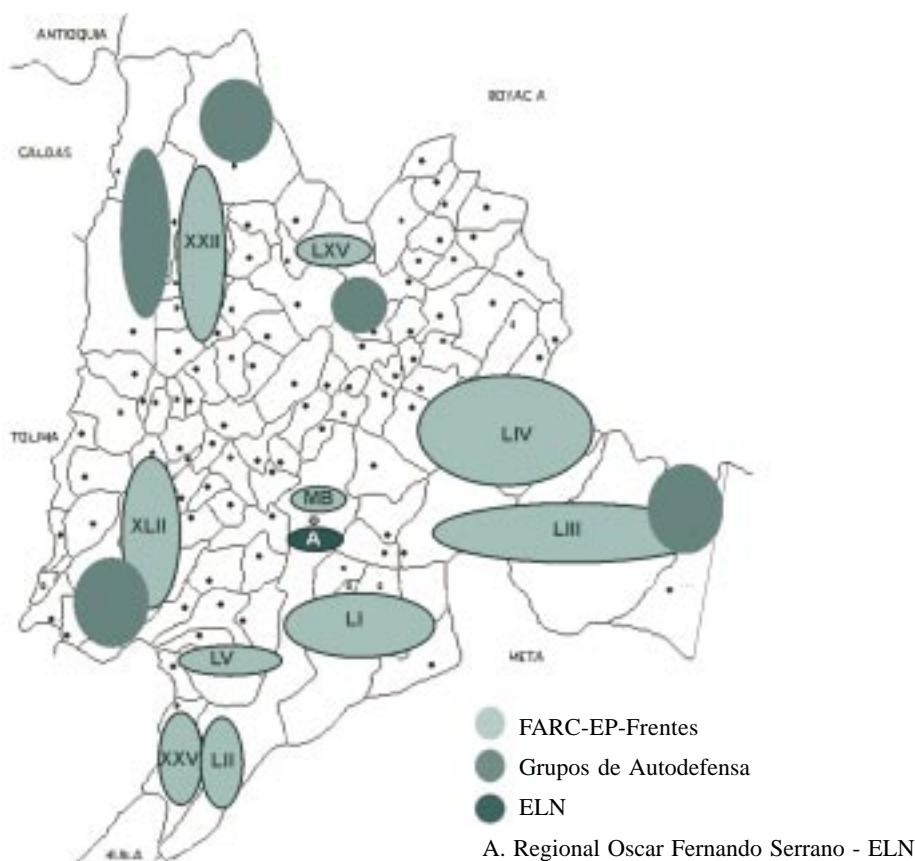 ANTIOQUIA
BOYACA
CALDAS
XXII
LXV
LIV
TOLIMA
MB
XLII
A
LIII
LI
LV
META
XXV LII
FARC-EP-Frentes
Grupos de Autodefensa
ELN
A. Regional Oscar Fernando Serrano - ELN